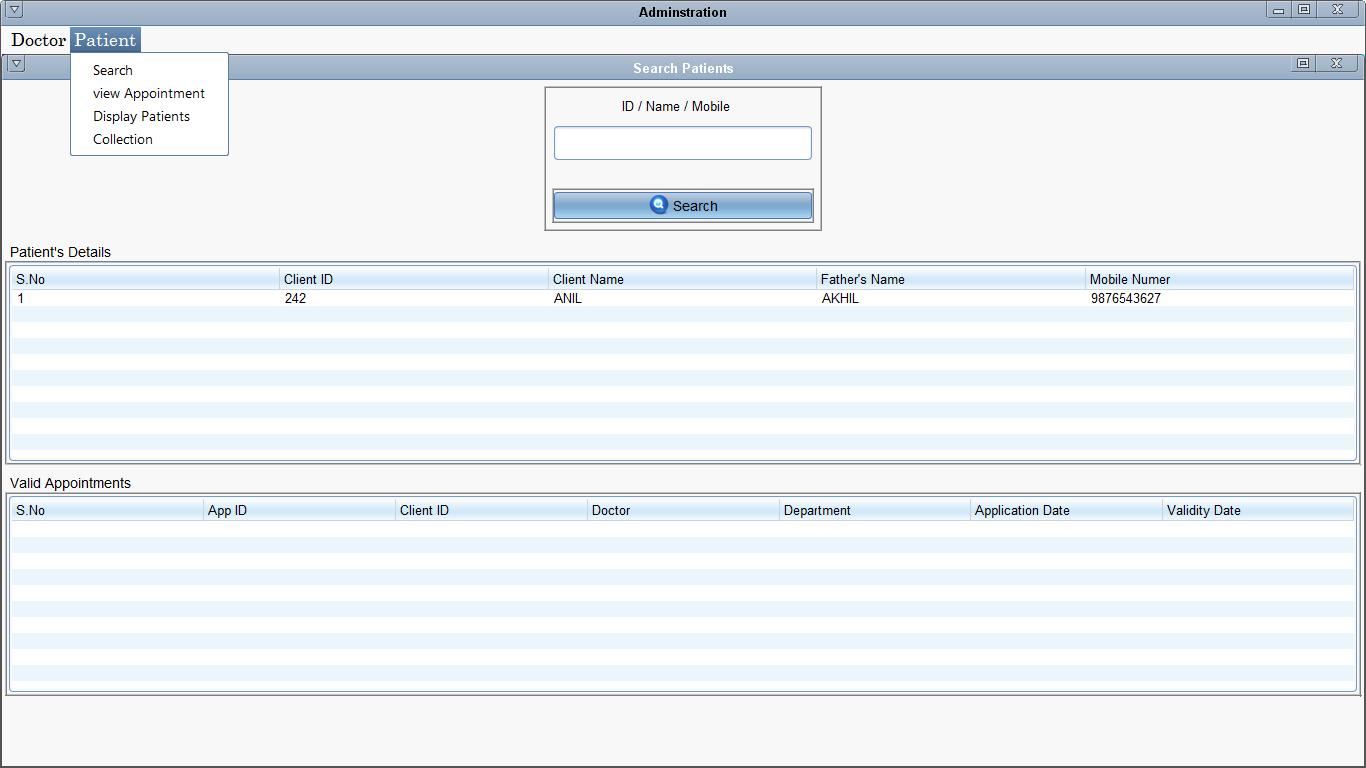 Adminstration
Doctor Patient
Search Patients
Search
view Appointment
Display Patients
Collection
ID / Name / Mobile
Search
Patient's Details
S.No Client ID Client Name Father's Name Mobile Numer
1 242 ANIL AKHIL 9876543627
Valid Appointments
S.No App ID Client ID Doctor Department Application Date Validity Date